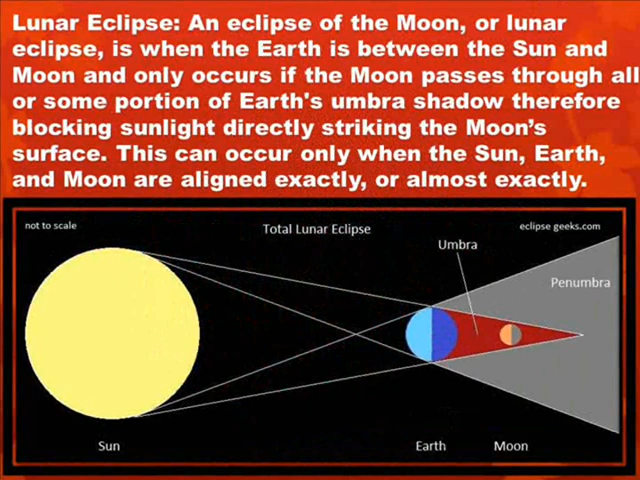 Lunar Eclipse: An eclipse of the Moon, or lunar
eclipse, is when the Earth is between the Sun and
Moon and only occurs if the Moon passes through all
or some portion of Earth's umbra shadow therefore
blocking sunlight directly striking the Moon’s
surface. This can occur only when the Sun, Earth,
and Moon are aligned exactly, or almost exactly.
not to scale
Total Lunar Eclipse
eclipse geeks.com
Umbra
Penumbra
Sun
Earth
Moon